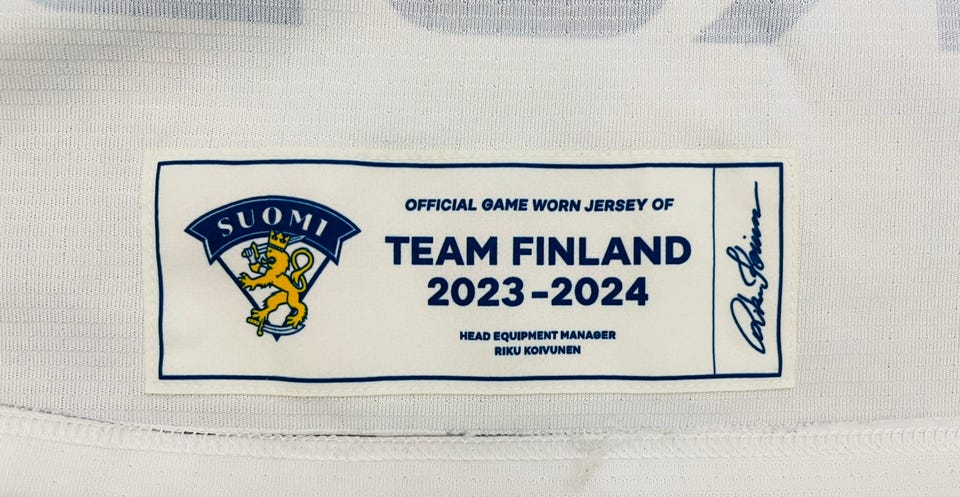 SUOMI
OFFICIAL GAME WORN JERSEY OF
TEAM FINLAND
2023-2024
HEAD EQUIPMENT MANAGER
RIKU KOIVUNEN